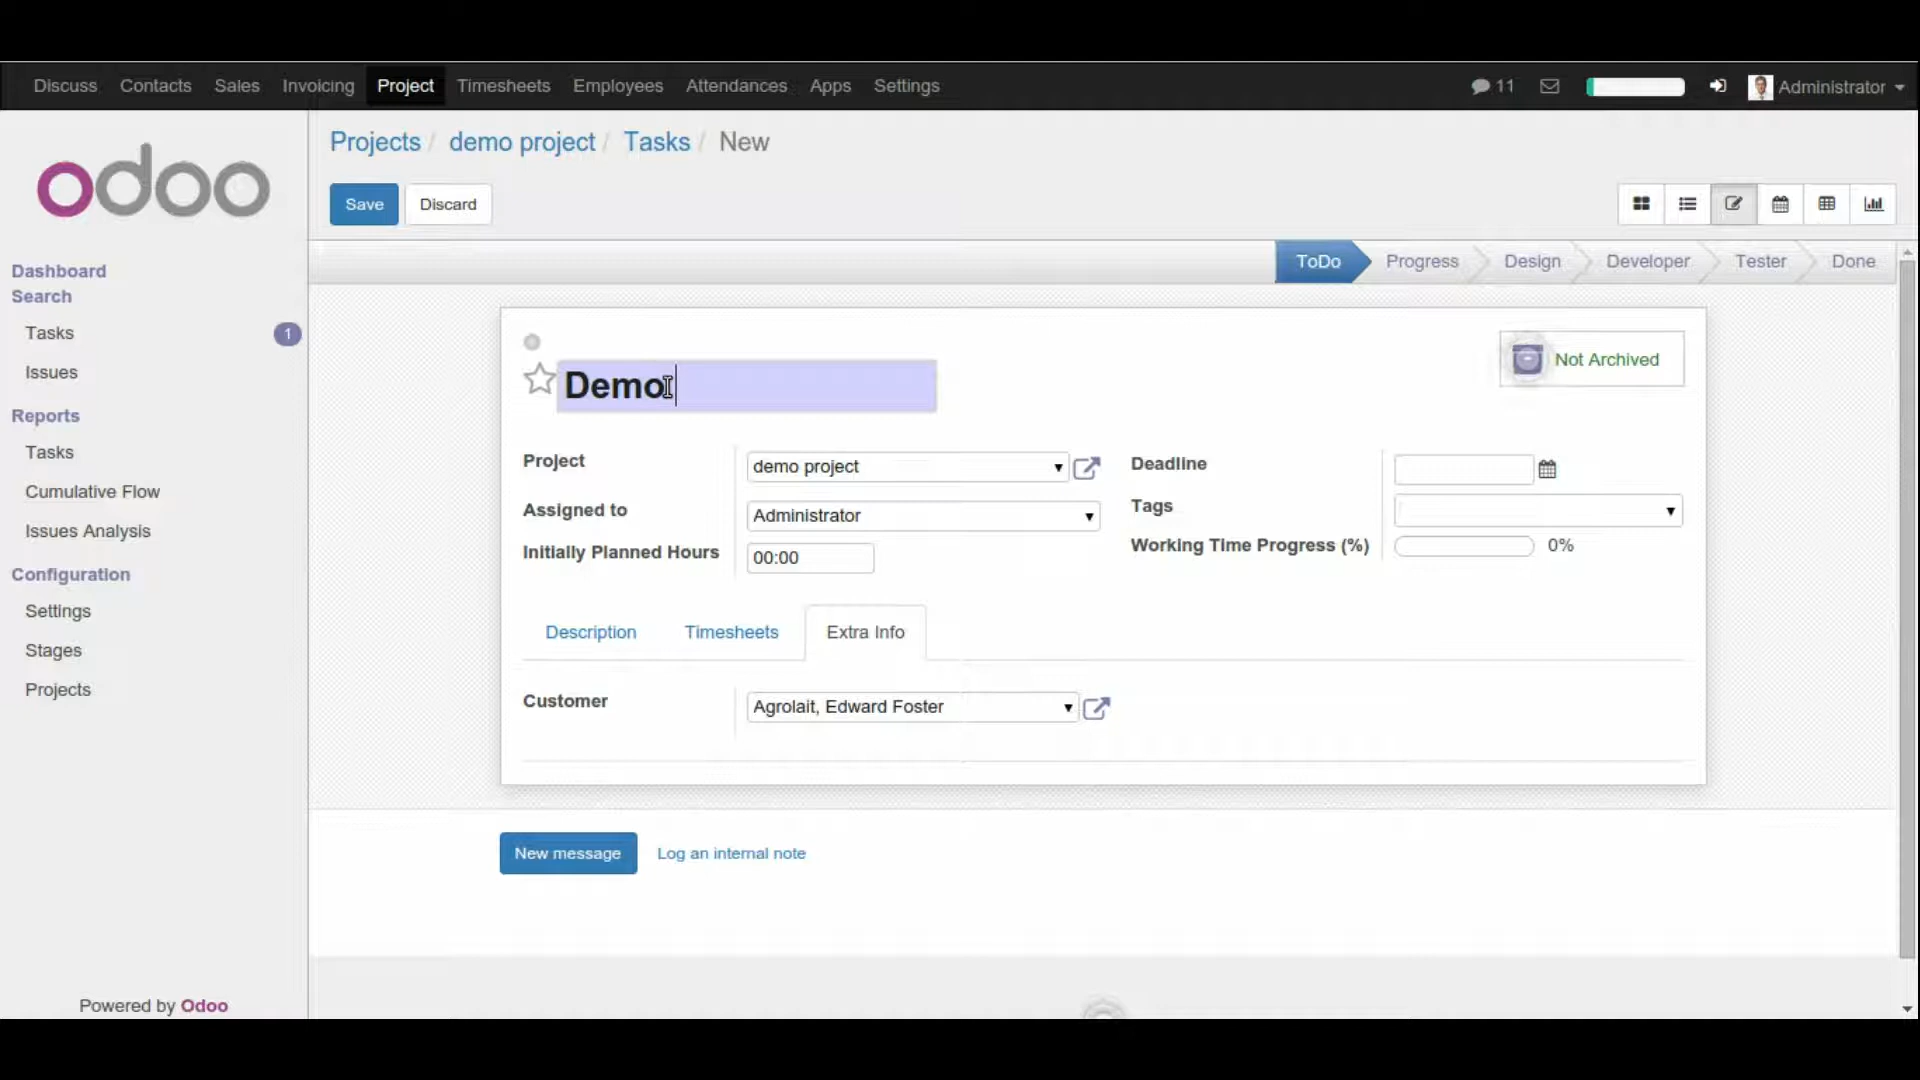 Discuss Contacts Sales Invoicing Project Timesheets Employees Attendances Apps Settings 11 Administrator
odoo
Projects / demo project / Tasks / New
Save Discard
Dashboard
Search
Tasks 1
Issues
Reports
Tasks
Cumulative Flow
Issues Analysis
Configuration
Settings
Stages
Projects
Powered by Odoo
ToDo Progress Design Developer Tester Done
Not Archived
Demo
Project demo project
Deadline
Assigned to Administrator
Tags
Initially Planned Hours 00:00
Working Time Progress (%) 0%
Description Timesheets Extra Info
Customer Agrolait, Edward Foster
New message Log an internal note